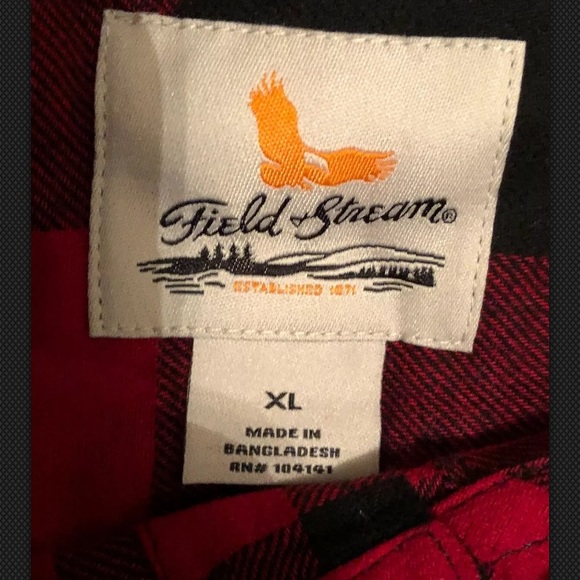 Field & Stream®
ESTABLISHED 1871
XL
MADE IN
BANGLADESH
RN# 104141